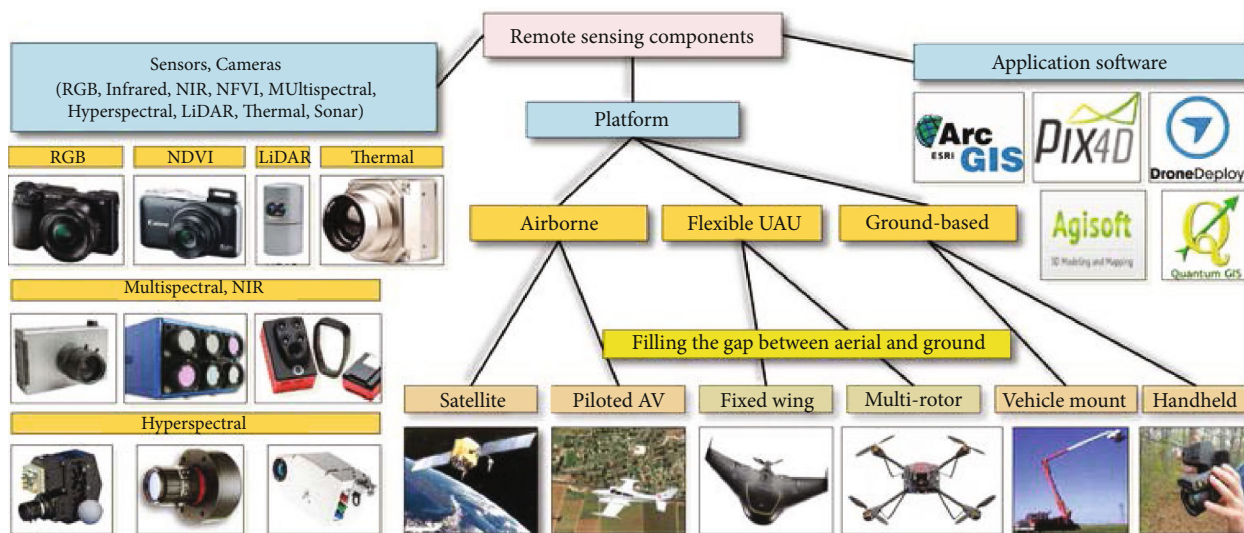 Remote sensing components
Sensors, Cameras
(RGB, Infrared, NIR, NFVI, MUltispectral,
Hyperspectral, LiDAR, Thermal, Sonar)
RGB
NDVI
LiDAR
Thermal
Canon
Multispectral, NIR
Hyperspectral
Platform
Airborne
Flexible UAU
Ground-based
Filling the gap between aerial and ground
Satellite
Piloted AV
Fixed wing
Multi-rotor
Vehicle mount
Handheld
Application software
Arc
ESRI GIS
PIX4D
DroneDeploy
Agisoft
3D Modeling and Mapping
Quantum GIS